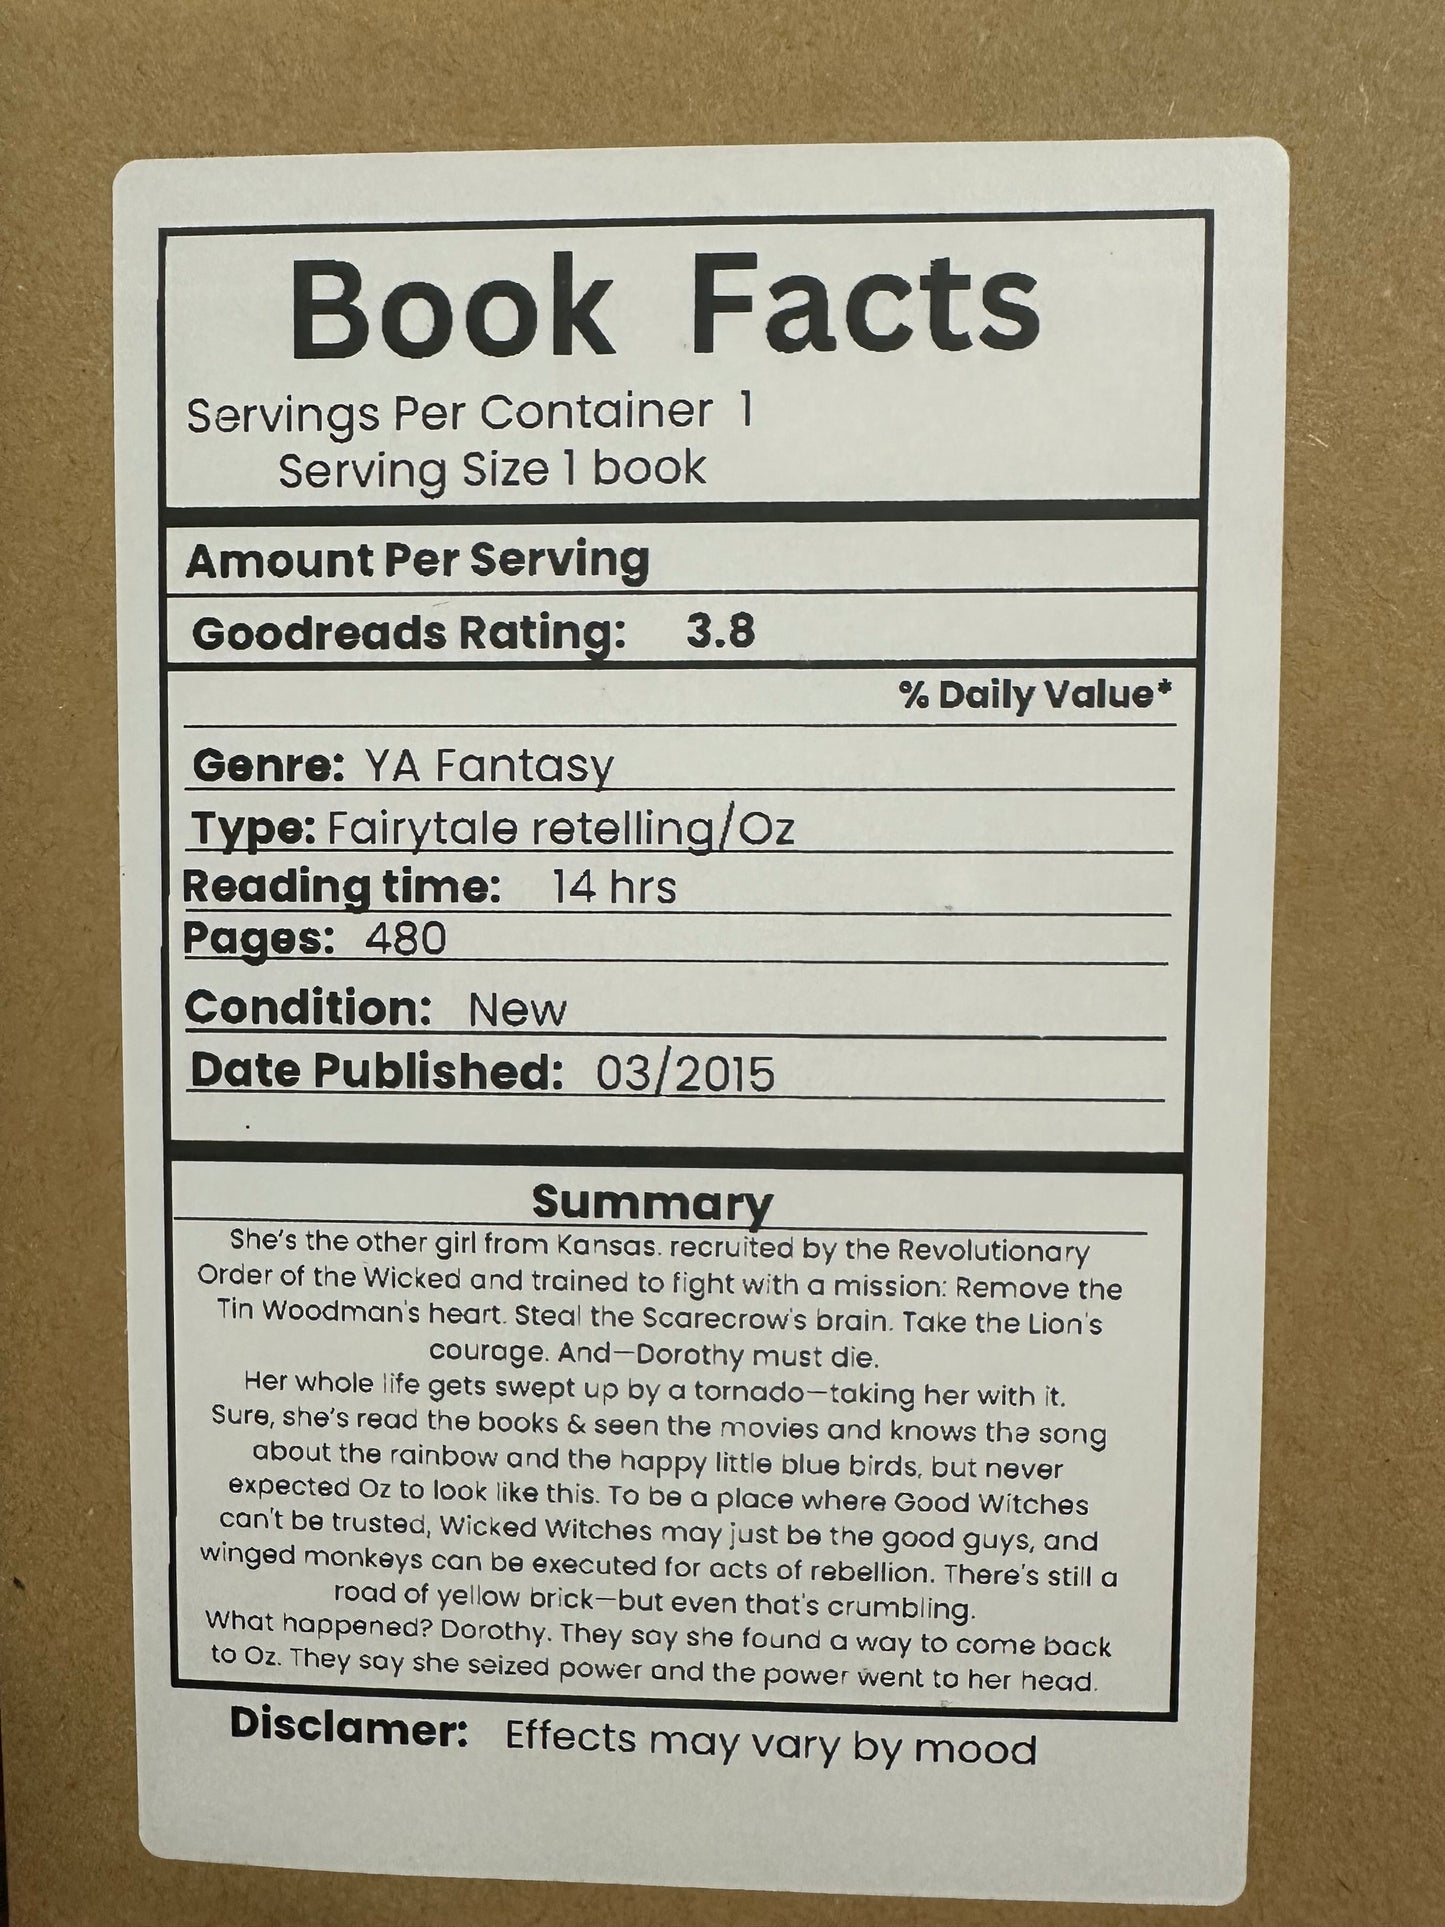 Book Facts
Servings Per Container 1
Serving Size 1 book
Amount Per Serving
Goodreads Rating: 3.8
% Daily Value*
Genre: YA Fantasy
Type: Fairytale retelling/Oz
Reading time: 14 hrs
Pages: 480
Condition: New
Date Published: 03/2015
Summary
She's the other girl from Kansas. recruited by the Revolutionary
Order of the Wicked and trained to fight with a mission: Remove the
Tin Woodman's heart. Steal the Scarecrow's brain. Take the Lion's
courage. And—Dorothy must die.
Her whole life gets swept up by a tornado—taking her with it.
Sure, she's read the books & seen the movies and knows the song
about the rainbow and the happy little blue birds, but never
expected Oz to look like this. To be a place where Good Witches
can't be trusted, Wicked Witches may just be the good guys, and
winged monkeys can be executed for acts of rebellion. There's still a
road of yellow brick—but even that's crumbling.
What happened? Dorothy. They say she found a way to come back
to Oz. They say she seized power and the power went to her head.
Disclamer: Effects may vary by mood